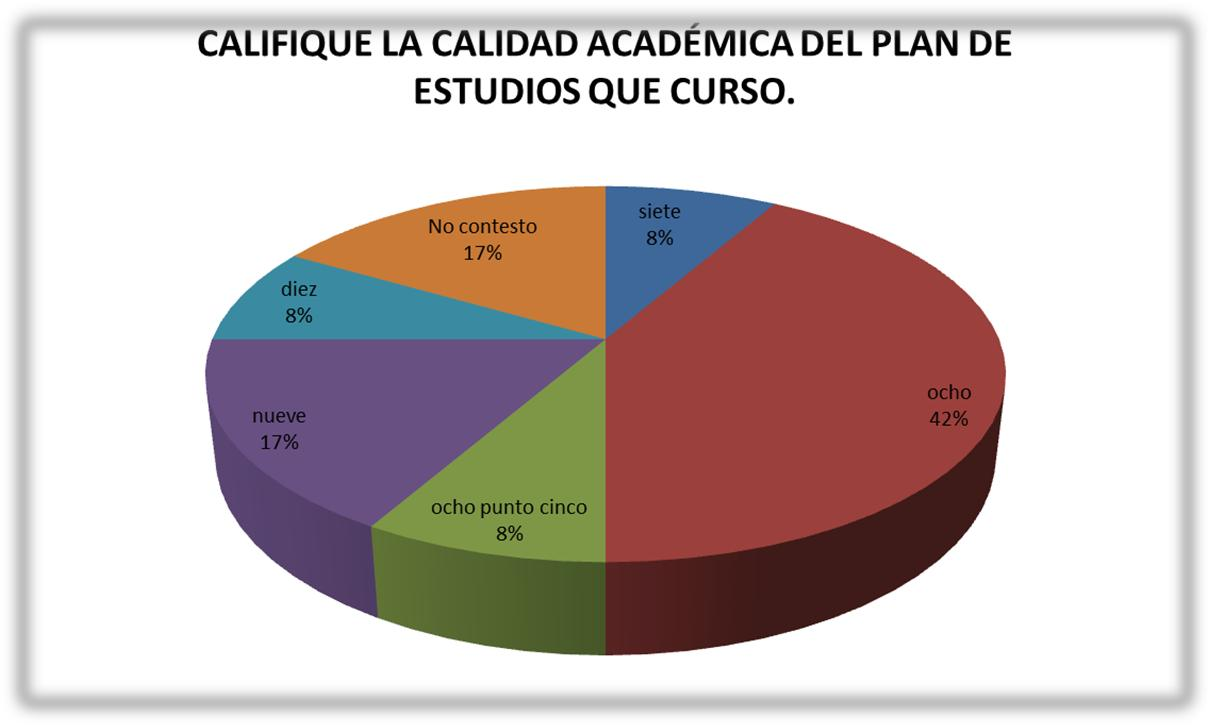 CALIFIQUE LA CALIDAD ACADÉMICA DEL PLAN DE
ESTUDIOS QUE CURSO.
siete
8%
No contesto
17%
diez
8%
ocho
42%
nueve
17%
ocho punto cinco
8%